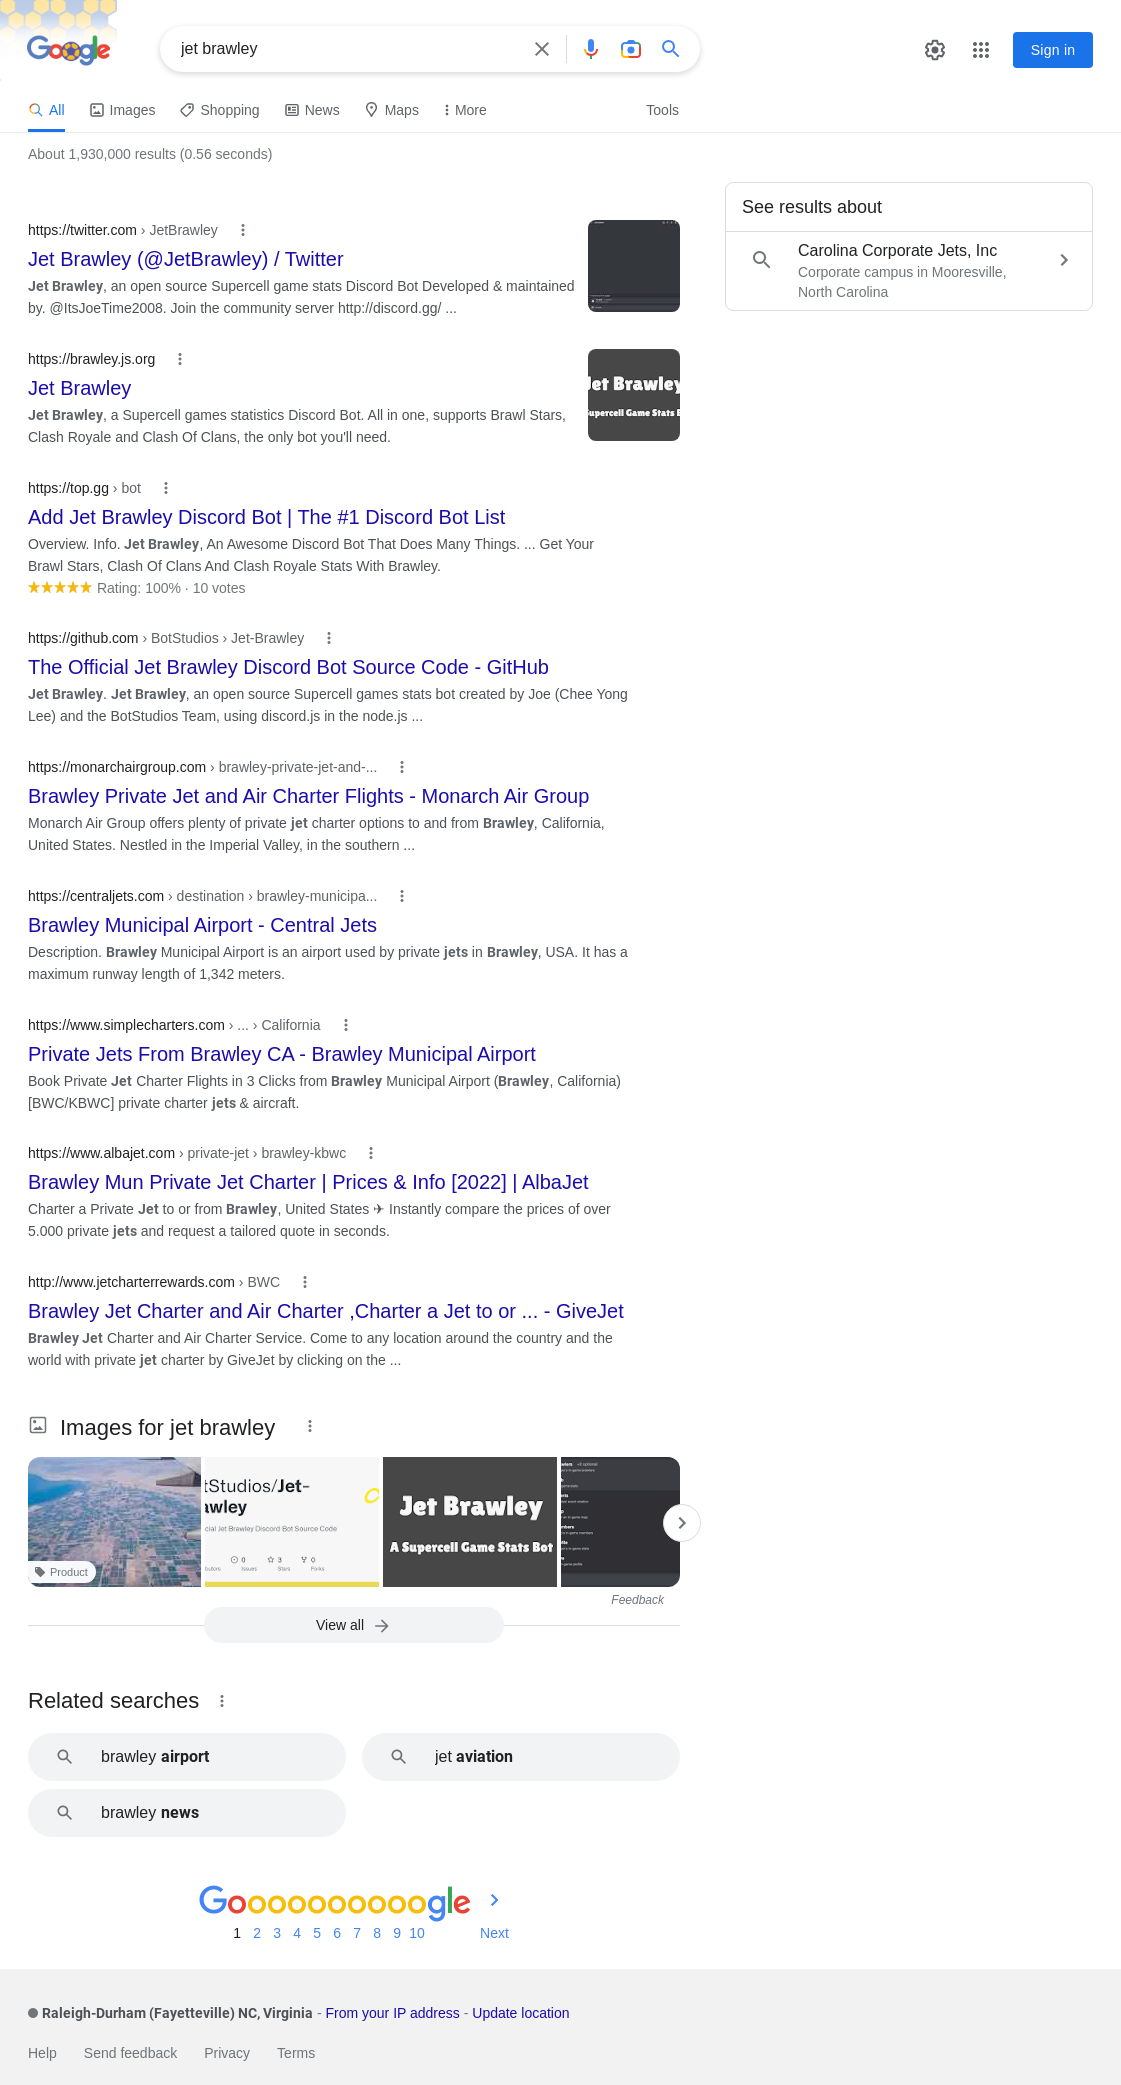 Google
jet brawley
Sign in
All
Images
Shopping
News
Maps
More
Tools
About 1,930,000 results (0.56 seconds)
See results about
Carolina Corporate Jets, Inc
Corporate campus in Mooresville,
North Carolina
https://twitter.com › JetBrawley
Jet Brawley (@JetBrawley) / Twitter
Jet Brawley, an open source Supercell game stats Discord Bot Developed & maintained
by. @ItsJoeTime2008. Join the community server http://discord.gg/ ...
https://brawley.js.org
Jet Brawley
Jet Brawley, a Supercell games statistics Discord Bot. All in one, supports Brawl Stars,
Clash Royale and Clash Of Clans, the only bot you'll need.
Jet Brawley
Supercell Game Stats B
https://top.gg › bot
Add Jet Brawley Discord Bot | The #1 Discord Bot List
Overview. Info. Jet Brawley, An Awesome Discord Bot That Does Many Things. ... Get Your
Brawl Stars, Clash Of Clans And Clash Royale Stats With Brawley.
Rating: 100% · 10 votes
https://github.com › BotStudios › Jet-Brawley
The Official Jet Brawley Discord Bot Source Code - GitHub
Jet Brawley. Jet Brawley, an open source Supercell games stats bot created by Joe (Chee Yong
Lee) and the BotStudios Team, using discord.js in the node.js ...
https://monarchairgroup.com › brawley-private-jet-and-...
Brawley Private Jet and Air Charter Flights - Monarch Air Group
Monarch Air Group offers plenty of private jet charter options to and from Brawley, California,
United States. Nestled in the Imperial Valley, in the southern ...
https://centraljets.com › destination › brawley-municipa...
Brawley Municipal Airport - Central Jets
Description. Brawley Municipal Airport is an airport used by private jets in Brawley, USA. It has a
maximum runway length of 1,342 meters.
https://www.simplecharters.com › ... › California
Private Jets From Brawley CA - Brawley Municipal Airport
Book Private Jet Charter Flights in 3 Clicks from Brawley Municipal Airport (Brawley, California)
[BWC/KBWC] private charter jets & aircraft.
https://www.albajet.com › private-jet › brawley-kbwc
Brawley Mun Private Jet Charter | Prices & Info [2022] | AlbaJet
Charter a Private Jet to or from Brawley, United States ✈ Instantly compare the prices of over
5.000 private jets and request a tailored quote in seconds.
http://www.jetcharterrewards.com › BWC
Brawley Jet Charter and Air Charter ,Charter a Jet to or ... - GiveJet
Brawley Jet Charter and Air Charter Service. Come to any location around the country and the
world with private jet charter by GiveJet by clicking on the ...
Images for jet brawley
Product
tStudios/Jet-
awley
cial Jet Brawley Discord Bot Source Code
0
3
0
Issues
Stars
Forks
Jet Brawley
A Supercell Game Stats Bot
Feedback
View all
Related searches
brawley airport
jet aviation
brawley news
Goooooooooogle
1 2 3 4 5 6 7 8 9 10 Next
Raleigh-Durham (Fayetteville) NC, Virginia - From your IP address - Update location
Help Send feedback Privacy Terms